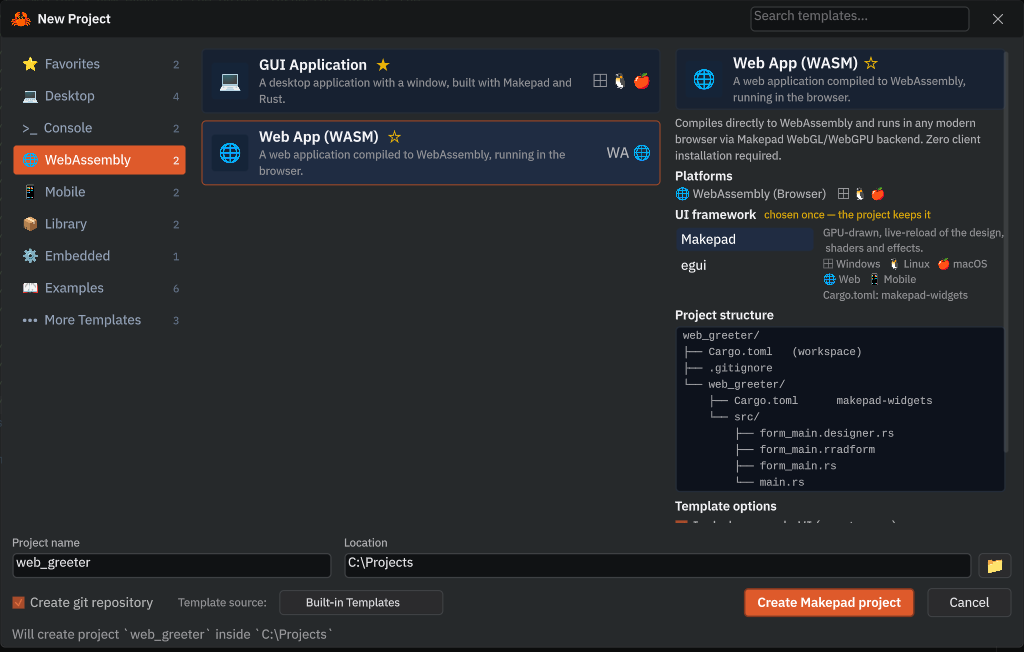 New Project
Search templates...
Favorites 2
Desktop 4
>_ Console 2
WebAssembly 2
Mobile 2
Library 2
Embedded 1
Examples 6
More Templates 3
GUI Application
A desktop application with a window, built with Makepad and
Rust.
Web App (WASM)
A web application compiled to WebAssembly, running in the
browser.
WA
Web App (WASM)
A web application compiled to WebAssembly,
running in the browser.
Compiles directly to WebAssembly and runs in any modern
browser via Makepad WebGL/WebGPU backend. Zero client
installation required.
Platforms
WebAssembly (Browser)
UI framework chosen once — the project keeps it
Makepad
egui
GPU-drawn, live-reload of the design,
shaders and effects.
Windows Linux macOS
Web Mobile
Cargo.toml: makepad-widgets
Project structure
web_greeter/
├── Cargo.toml (workspace)
├── .gitignore
└── web_greeter/
├── Cargo.toml makepad-widgets
└── src/
├── form_main.designer.rs
├── form_main.rradform
├── form_main.rs
└── main.rs
Template options
Project name
web_greeter
Location
C:\Projects
Create git repository
Template source:
Built-in Templates
Create Makepad project
Cancel
Will create project `web_greeter` inside `C:\Projects`